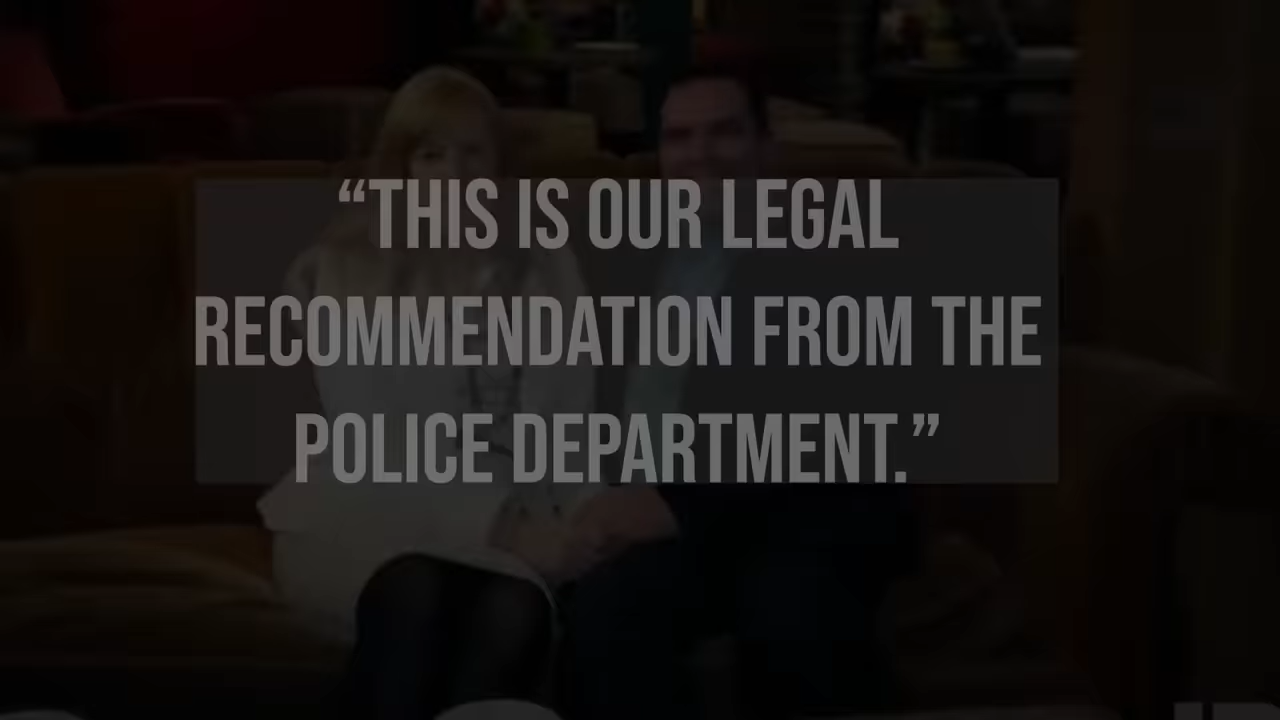 “THIS IS OUR LEGAL
RECOMMENDATION FROM THE
POLICE DEPARTMENT.”